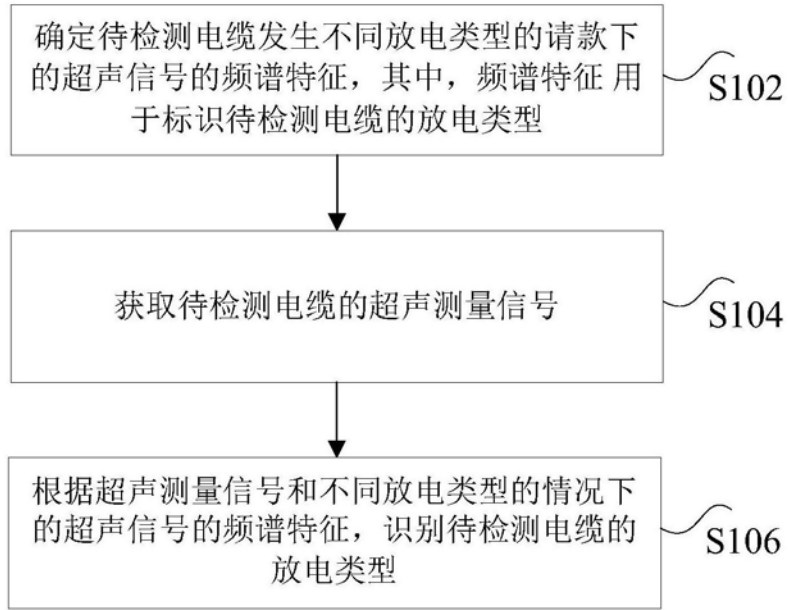 确定待检测电缆发生不同放电类型的请款下
的超声信号的频谱特征，其中，频谱特征 用
于标识待检测电缆的放电类型
S102
获取待检测电缆的超声测量信号
S104
根据超声测量信号和不同放电类型的情况下
的超声信号的频谱特征，识别待检测电缆的
放电类型
S106